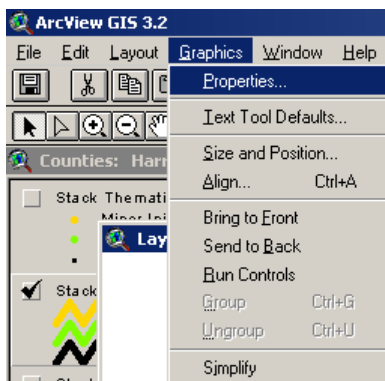 ArcView GIS 3.2
File Edit Layout Graphics Window Help
Properties...
Text Tool Defaults...
Counties: Harr
Size and Position...
Align... Ctrl+A
Stack Themati
Bring to Front
Lay
Send to Back
Run Controls
Stack
Group Ctrl+G
Ungroup Ctrl+U
Simplify